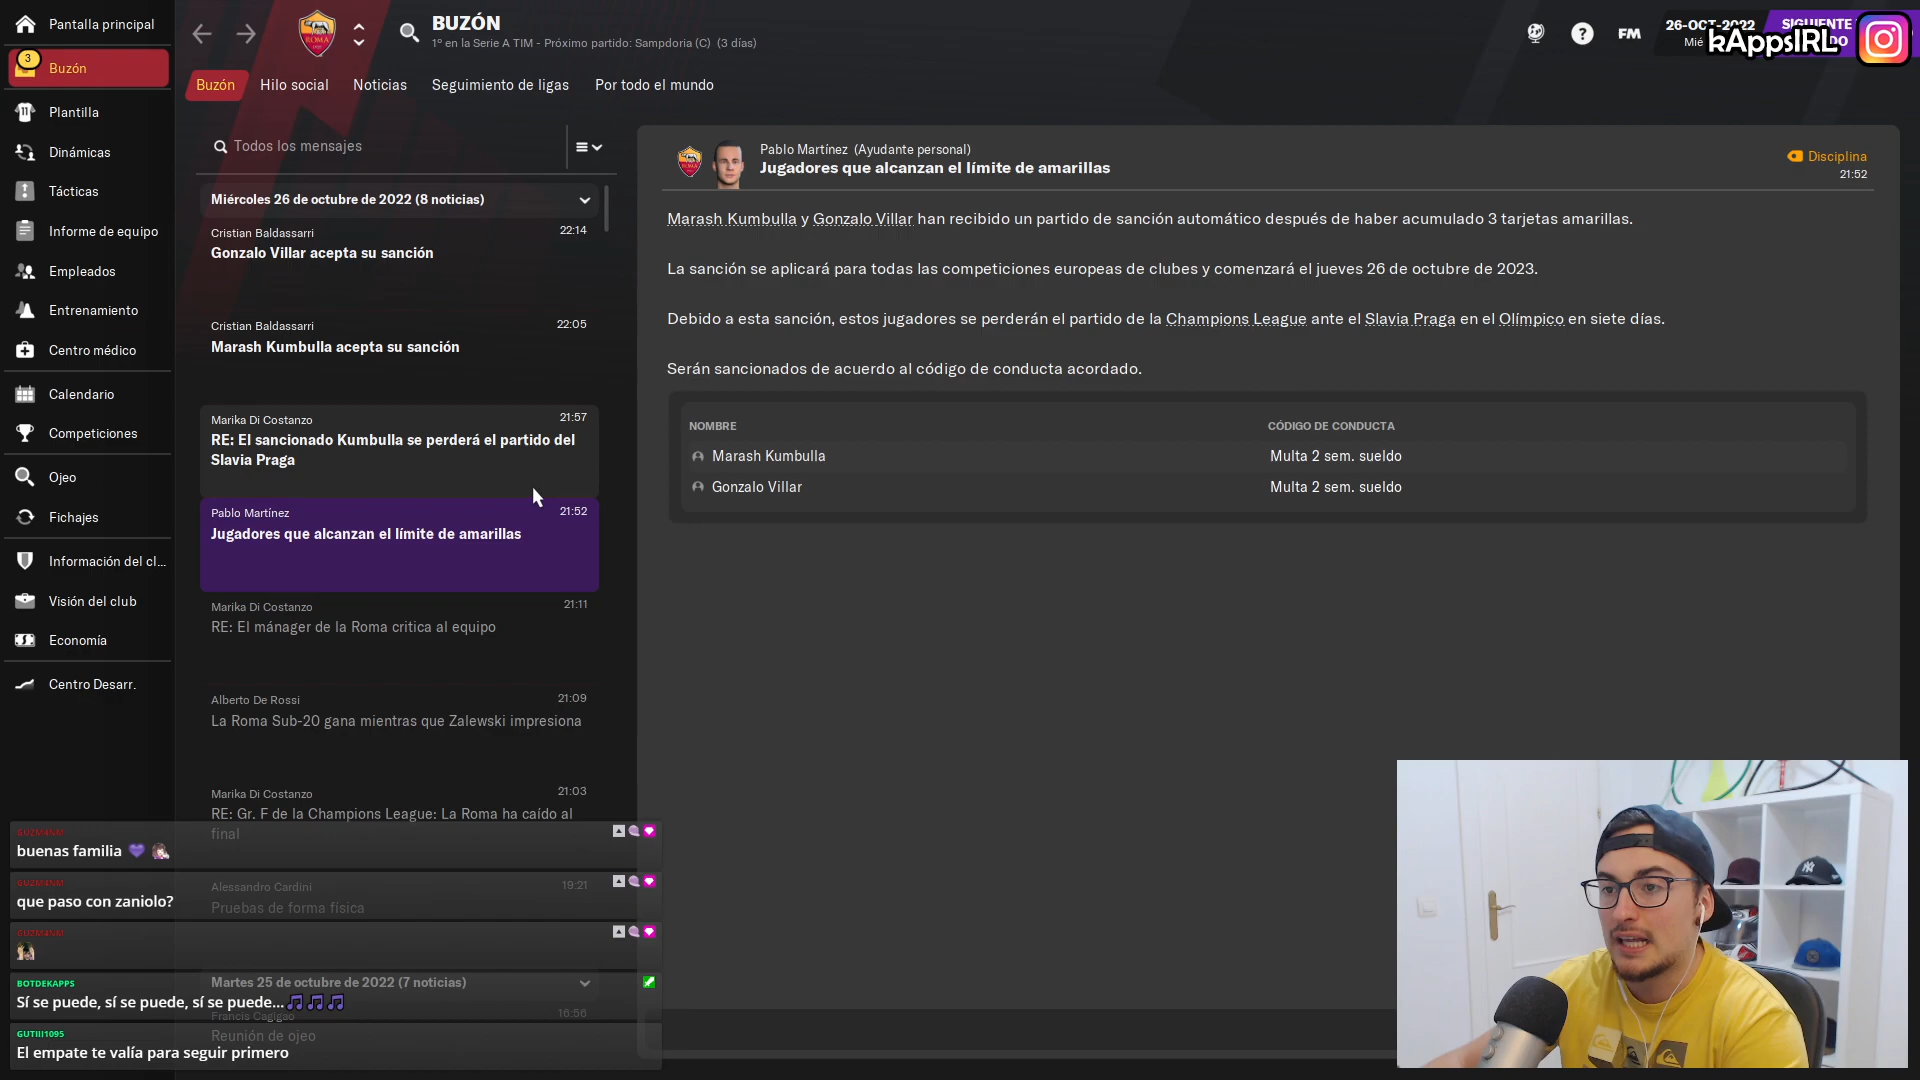 Pantalla principal
3
Buzón
Plantilla
Dinámicas
Tácticas
Informe de equipo
Empleados
Entrenamiento
Centro médico
Calendario
Competiciones
Ojeo
Fichajes
Información del cl...
Visión del club
Economía
Centro Desarr.
BUZÓN
1º en la Serie A TIM - Próximo partido: Sampdoria (C) (3 días)
FM
26-OCT-2022
Mié
SIGUIENTE
kAppsIRL
Buzón
Hilo social
Noticias
Seguimiento de ligas
Por todo el mundo
Todos los mensajes
Miércoles 26 de octubre de 2022 (8 noticias)
Cristian Baldassarri 22:14
Gonzalo Villar acepta su sanción
Cristian Baldassarri 22:05
Marash Kumbulla acepta su sanción
Marika Di Costanzo 21:57
RE: El sancionado Kumbulla se perderá el partido del
Slavia Praga
Pablo Martínez 21:52
Jugadores que alcanzan el límite de amarillas
Marika Di Costanzo 21:11
RE: El mánager de la Roma critica al equipo
Alberto De Rossi 21:09
La Roma Sub-20 gana mientras que Zalewski impresiona
Marika Di Costanzo 21:03
RE: Gr. F de la Champions League: La Roma ha caído al
final
Alessandro Cardini 19:21
Pruebas de forma física
Martes 25 de octubre de 2022 (7 noticias)
Francis Cagigao 16:56
Reunión de ojeo
Pablo Martínez (Ayudante personal)
Jugadores que alcanzan el límite de amarillas
Disciplina
21:52
Marash Kumbulla y Gonzalo Villar han recibido un partido de sanción automático después de haber acumulado 3 tarjetas amarillas.
La sanción se aplicará para todas las competiciones europeas de clubes y comenzará el jueves 26 de octubre de 2023.
Debido a esta sanción, estos jugadores se perderán el partido de la Champions League ante el Slavia Praga en el Olímpico en siete días.
Serán sancionados de acuerdo al código de conducta acordado.
NOMBRE CÓDIGO DE CONDUCTA
Marash Kumbulla Multa 2 sem. sueldo
Gonzalo Villar Multa 2 sem. sueldo
GUZM4NM
buenas familia
GUZM4NM
que paso con zaniolo?
GUZM4NM
BOTDEKAPPS
Sí se puede, sí se puede, sí se puede...
GUTIII1095
El empate te valía para seguir primero